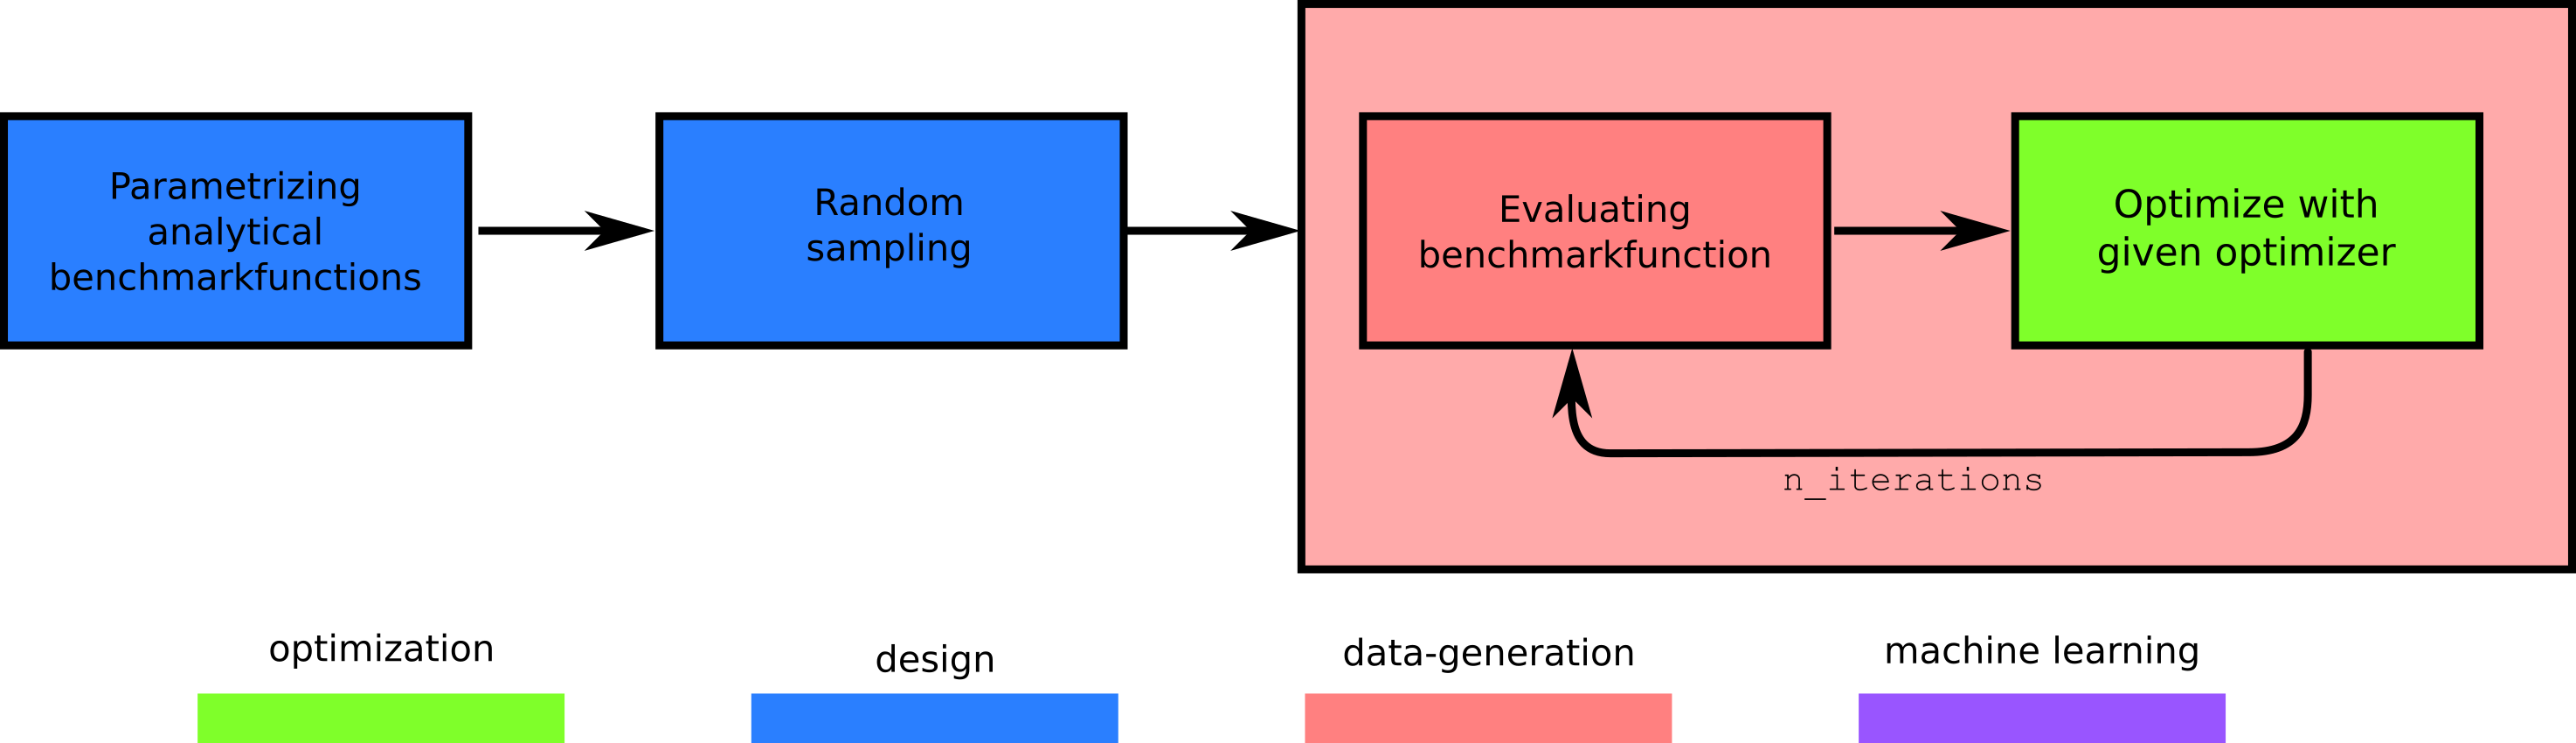 Parametrizing
analytical
benchmarkfunctions
Random
sampling
Evaluating
benchmarkfunction
Optimize with
given optimizer
n_iterations
optimization
design
data-generation
machine learning